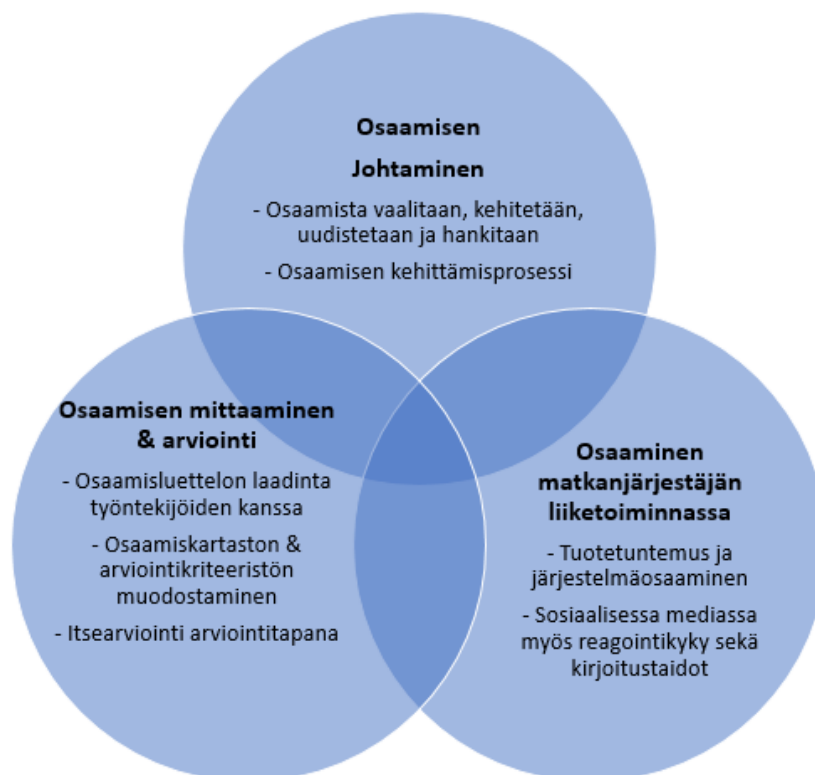 Osaamisen
Johtaminen
- Osaamista vaalitaan, kehitetään,
uudistetaan ja hankitaan
- Osaamisen kehittämisprosessi
Osaamisen mittaaminen
& arviointi
- Osaamisluettelon laadinta
työntekijöiden kanssa
- Osaamiskartaston &
arviointikriteeristön
muodostaminen
- Itsearviointi arviointitapana
Osaaminen
matkanjärjestäjän
liiketoiminnassa
- Tuotetuntemus ja
järjestelmäosaaminen
- Sosiaalisessa mediassa
myös reagointikyky sekä
kirjoitustaidot